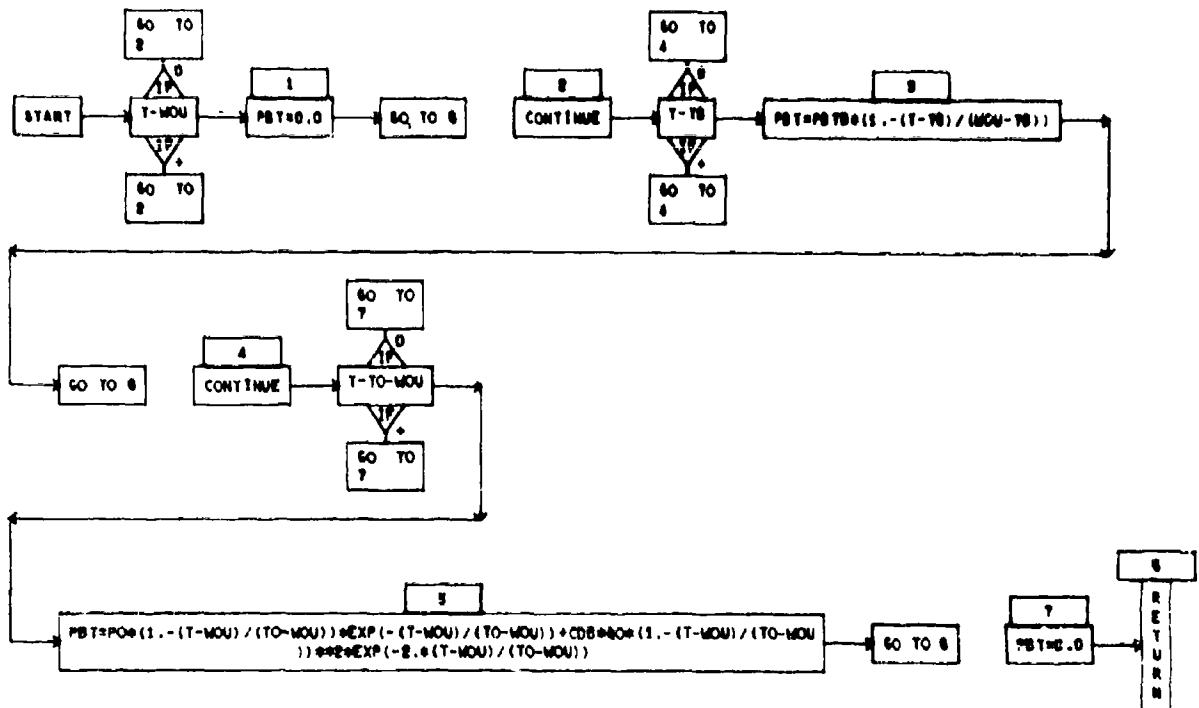 GO TO
2
0
IF
START
T-WOU
IF
+
GO TO
2
1
PBT=0.0
GO TO 6
2
CONTINUE
GO TO
4
0
IF
T-TB
IF
+
GO TO
4
3
PBT=PBTB*(1.-(T-TB)/(WOU-TB))
GO TO 6
4
CONTINUE
GO TO
7
0
IF
T-TO-WOU
IF
+
GO TO
7
5
PBT=PO*(1.-(T-WOU)/(TO-WOU))*EXP(-(T-WOU)/(TO-WOU))+CDB*QO*(1.-(T-WOU)/(TO-WOU
))**2*EXP(-2.*(T-WOU)/(TO-WOU))
GO TO 6
7
PBT=0.0
6
RETURN